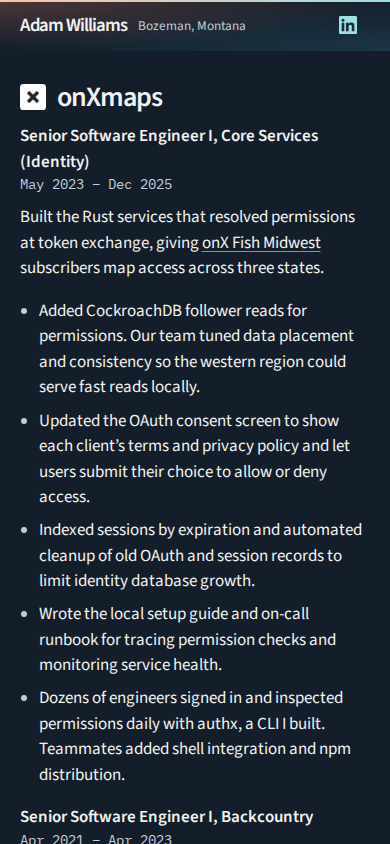 Adam Williams Bozeman, Montana in
onXmaps
Senior Software Engineer I, Core Services
(Identity)
May 2023 – Dec 2025
Built the Rust services that resolved permissions
at token exchange, giving onX Fish Midwest
subscribers map access across three states.
• Added CockroachDB follower reads for
permissions. Our team tuned data placement
and consistency so the western region could
serve fast reads locally.
• Updated the OAuth consent screen to show
each client’s terms and privacy policy and let
users submit their choice to allow or deny
access.
• Indexed sessions by expiration and automated
cleanup of old OAuth and session records to
limit identity database growth.
• Wrote the local setup guide and on-call
runbook for tracing permission checks and
monitoring service health.
• Dozens of engineers signed in and inspected
permissions daily with authx, a CLI I built.
Teammates added shell integration and npm
distribution.
Senior Software Engineer I, Backcountry
Apr 2021 – Apr 2023